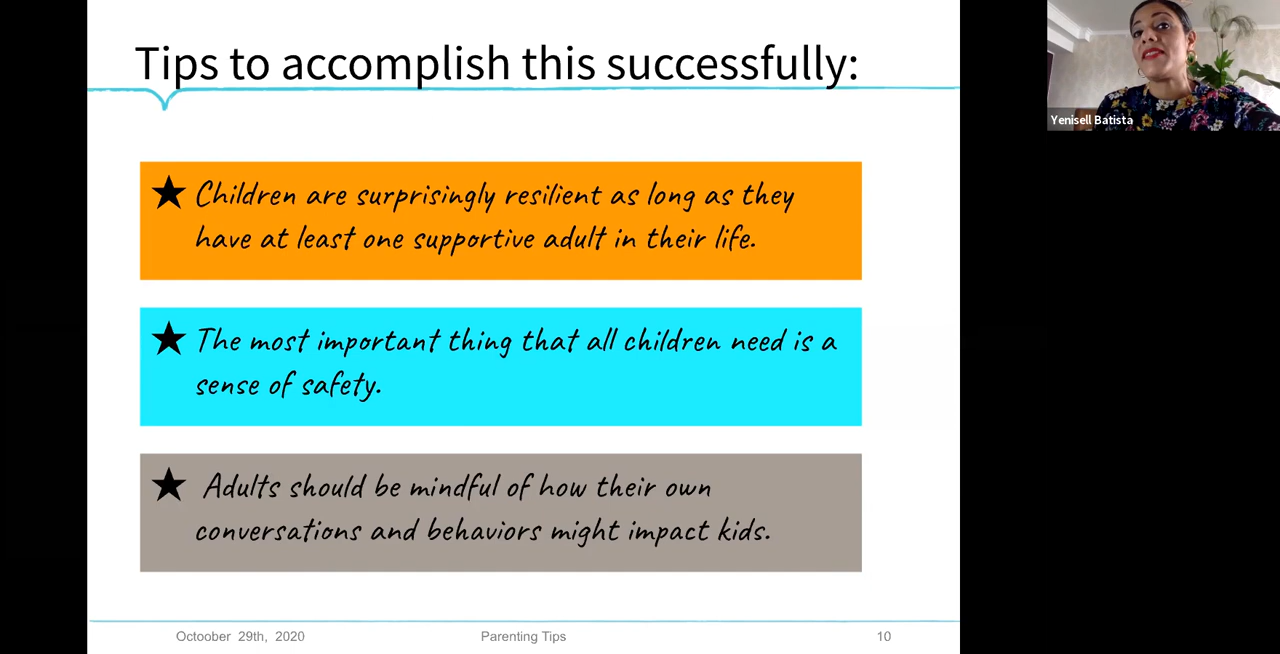 Tips to accomplish this successfully:
Yenisell Batista
★ Children are surprisingly resilient as long as they
have at least one supportive adult in their life.
★ The most important thing that all children need is a
sense of safety.
★ Adults should be mindful of how their own
conversations and behaviors might impact kids.
Octoober 29th, 2020
Parenting Tips
10